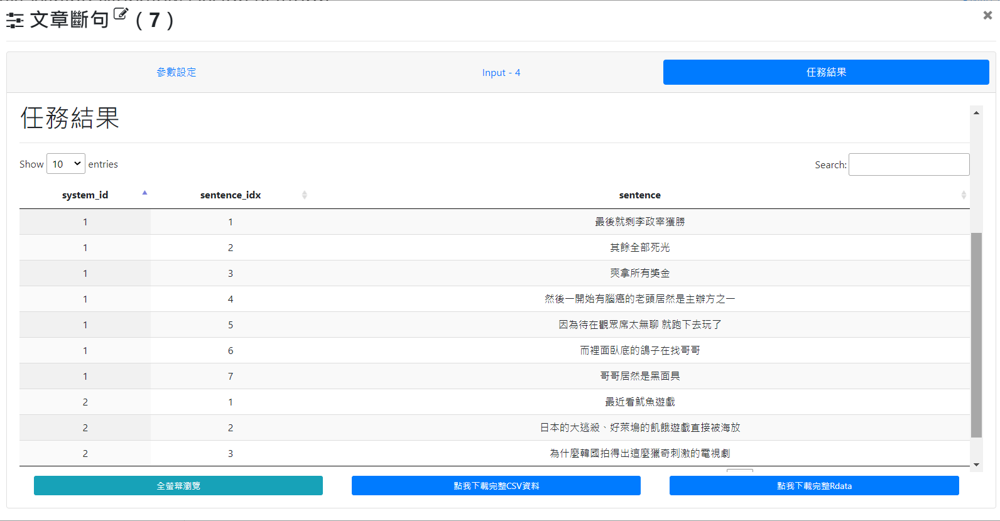 文章斷句 ( 7 )
參數設定 Input - 4 任務結果
任務結果
Show 10 entries Search:
system_id sentence_idx sentence
1 1 最後就剩李政宰獲勝
1 2 其餘全部死光
1 3 爽拿所有獎金
1 4 然後一開始有腦癌的老頭居然是主辦方之一
1 5 因為待在觀眾席太無聊 就跑下去玩了
1 6 而裡面臥底的鴿子在找哥哥
1 7 哥哥居然是黑面具
2 1 最近看魷魚遊戲
2 2 日本的大逃殺、好萊塢的飢餓遊戲直接被海放
2 3 為什麼韓國拍得出這麼獵奇刺激的電視劇
全螢幕瀏覽 點我下載完整CSV資料 點我下載完整Rdata